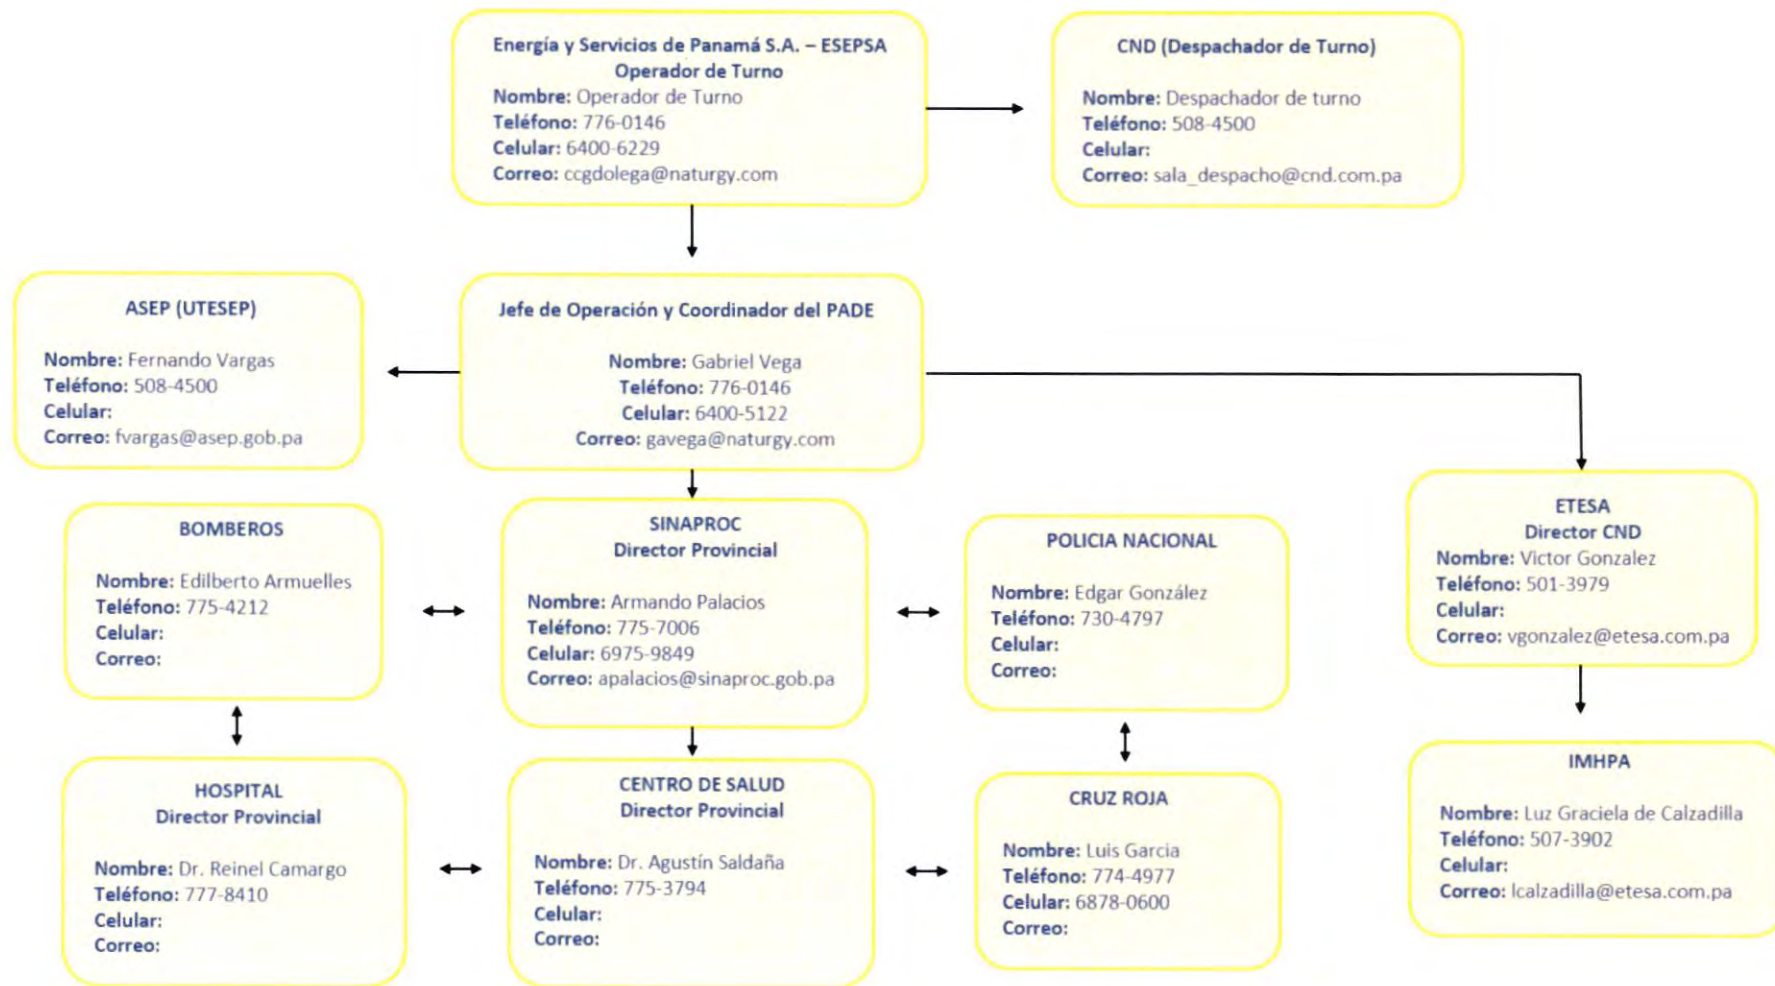 Energía y Servicios de Panamá S.A. – ESEPSA
Operador de Turno
Nombre: Operador de Turno
Teléfono: 776-0146
Celular: 6400-6229
Correo: ccgdolega@naturgy.com
CND (Despachador de Turno)
Nombre: Despachador de turno
Teléfono: 508-4500
Celular:
Correo: sala_despacho@cnd.com.pa
ASEP (UTESEP)
Nombre: Fernando Vargas
Teléfono: 508-4500
Celular:
Correo: fvargas@asep.gob.pa
Jefe de Operación y Coordinador del PADE
Nombre: Gabriel Vega
Teléfono: 776-0146
Celular: 6400-5122
Correo: gavega@naturgy.com
BOMBEROS
Nombre: Edilberto Armuelles
Teléfono: 775-4212
Celular:
Correo:
SINAPROC
Director Provincial
Nombre: Armando Palacios
Teléfono: 775-7006
Celular: 6975-9849
Correo: apalacios@sinaproc.gob.pa
POLICIA NACIONAL
Nombre: Edgar González
Teléfono: 730-4797
Celular:
Correo:
ETESA
Director CND
Nombre: Victor Gonzalez
Teléfono: 501-3979
Celular:
Correo: vgonzalez@etesa.com.pa
HOSPITAL
Director Provincial
Nombre: Dr. Reinel Camargo
Teléfono: 777-8410
Celular:
Correo:
CENTRO DE SALUD
Director Provincial
Nombre: Dr. Agustín Saldaña
Teléfono: 775-3794
Celular:
Correo:
CRUZ ROJA
Nombre: Luis Garcia
Teléfono: 774-4977
Celular: 6878-0600
Correo:
IMHPA
Nombre: Luz Graciela de Calzadilla
Teléfono: 507-3902
Celular:
Correo: lcalzadilla@etesa.com.pa